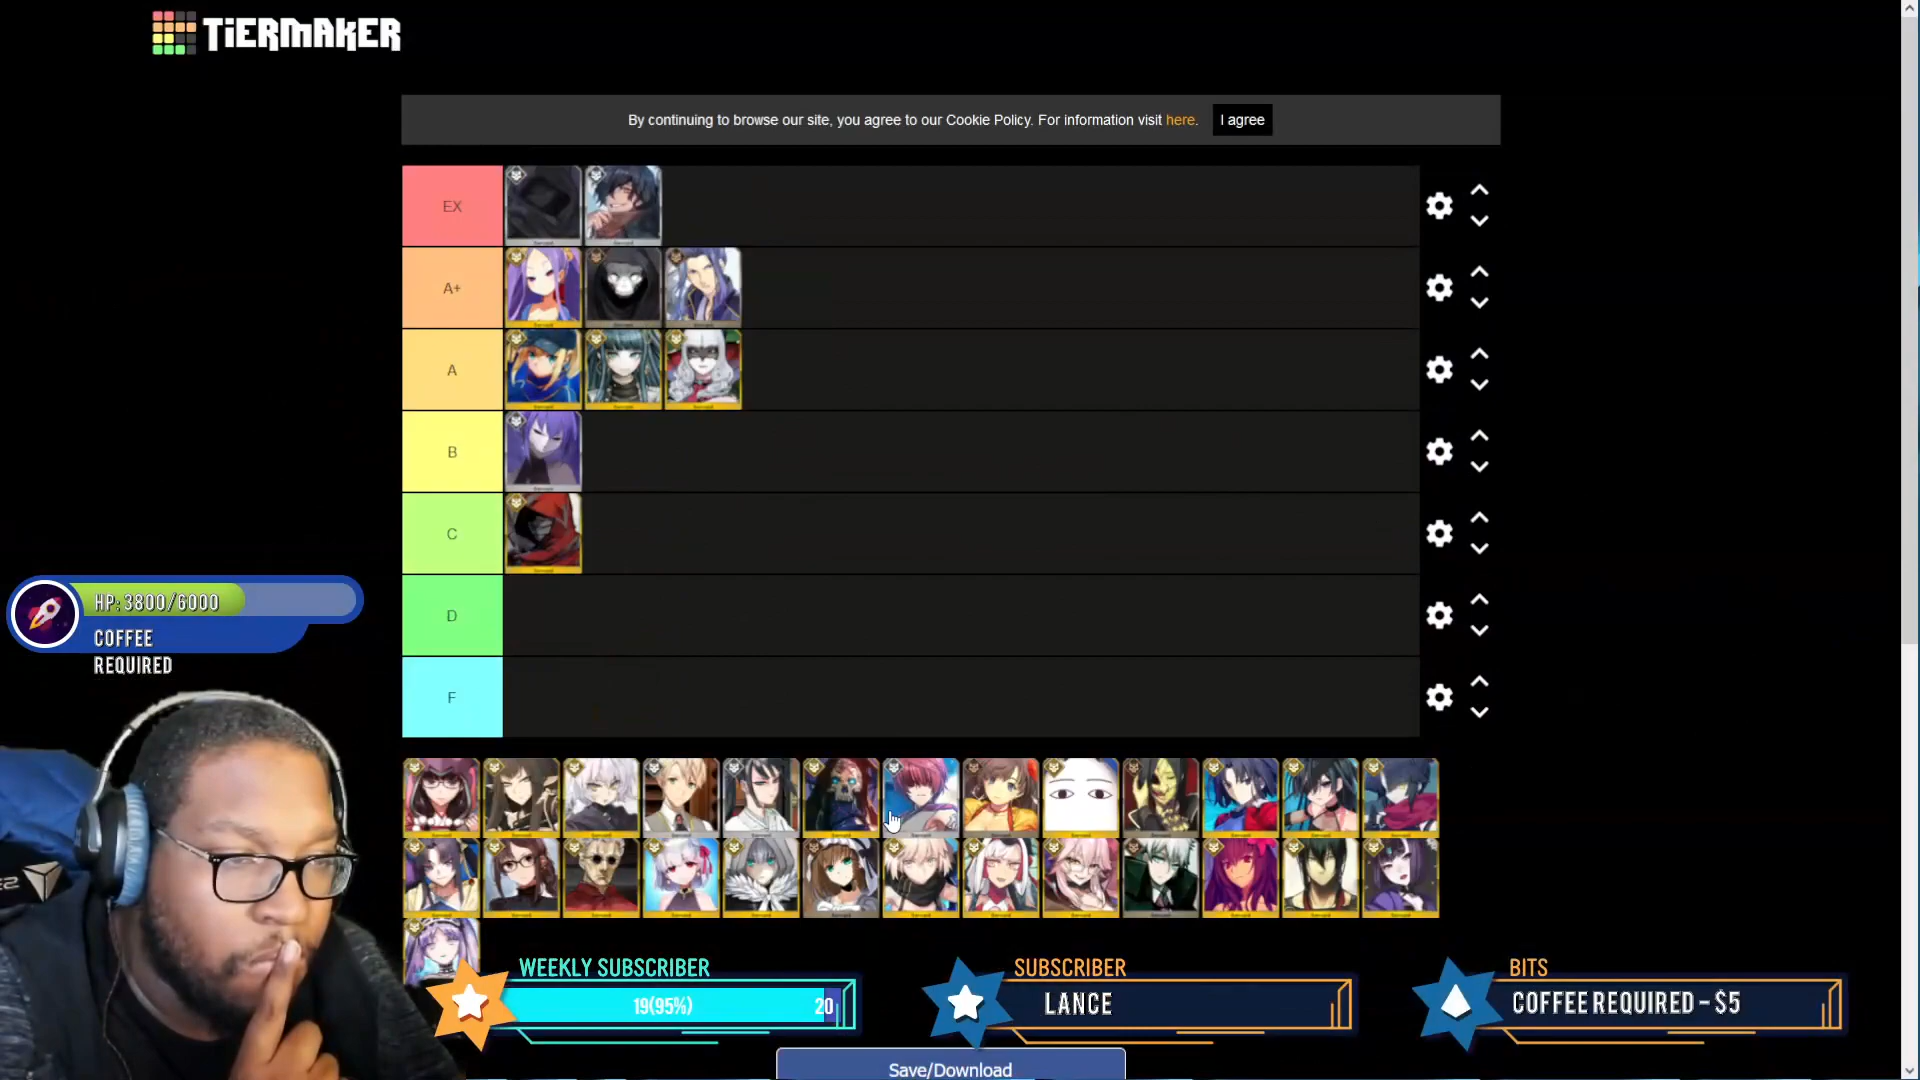 TiERMAKER
By continuing to browse our site, you agree to our Cookie Policy. For information visit here. I agree
EX
A+
A
B
C
D
F
HP: 3800/6000
COFFEE
REQUIRED
WEEKLY SUBSCRIBER
19(95%) 20
SUBSCRIBER
LANCE
BITS
COFFEE REQUIRED - $5
Save/Download